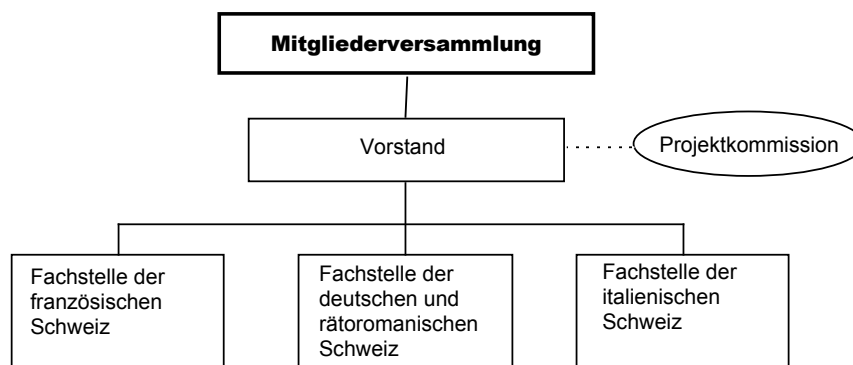 Mitgliederversammlung
Vorstand
Projektkommission
Fachstelle der
französischen
Schweiz
Fachstelle der
deutschen und
rätoromanischen
Schweiz
Fachstelle der
italienischen
Schweiz